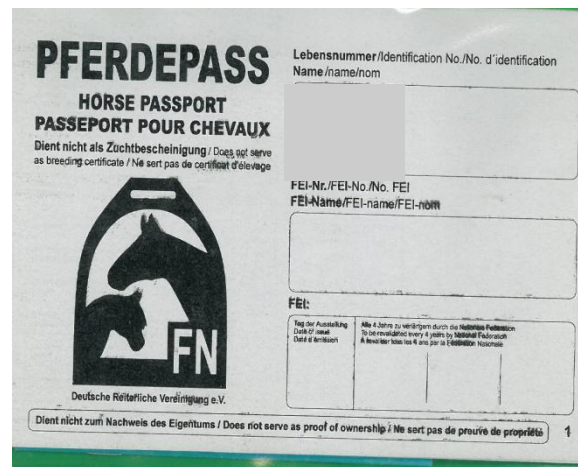 PFERDEPASS
HORSE PASSPORT
PASSEPORT POUR CHEVAUX
Dient nicht als Zuchtbescheinigung / Does not serve
as breeding certificate / Ne sert pas de certificat d'élevage
FN
Deutsche Reiterliche Vereinigung e.V.
Lebensnummer/Identification No./No. d'identification
Name/name/nom
FEI-Nr./FEI-No./No. FEI
FEI-Name/FEI-name/FEI-nom
FEI:
Tag der Ausstellung
Date of issue
Date d'émission
Alle 4 Jahre zu verlängern durch die Nationale Federation
To be revalidated every 4 years by National Federation
A revalider tous les 4 ans par la Fédération Nationale
Dient nicht zum Nachweis des Eigentums / Does not serve as proof of ownership / Ne sert pas de preuve de propriété
1